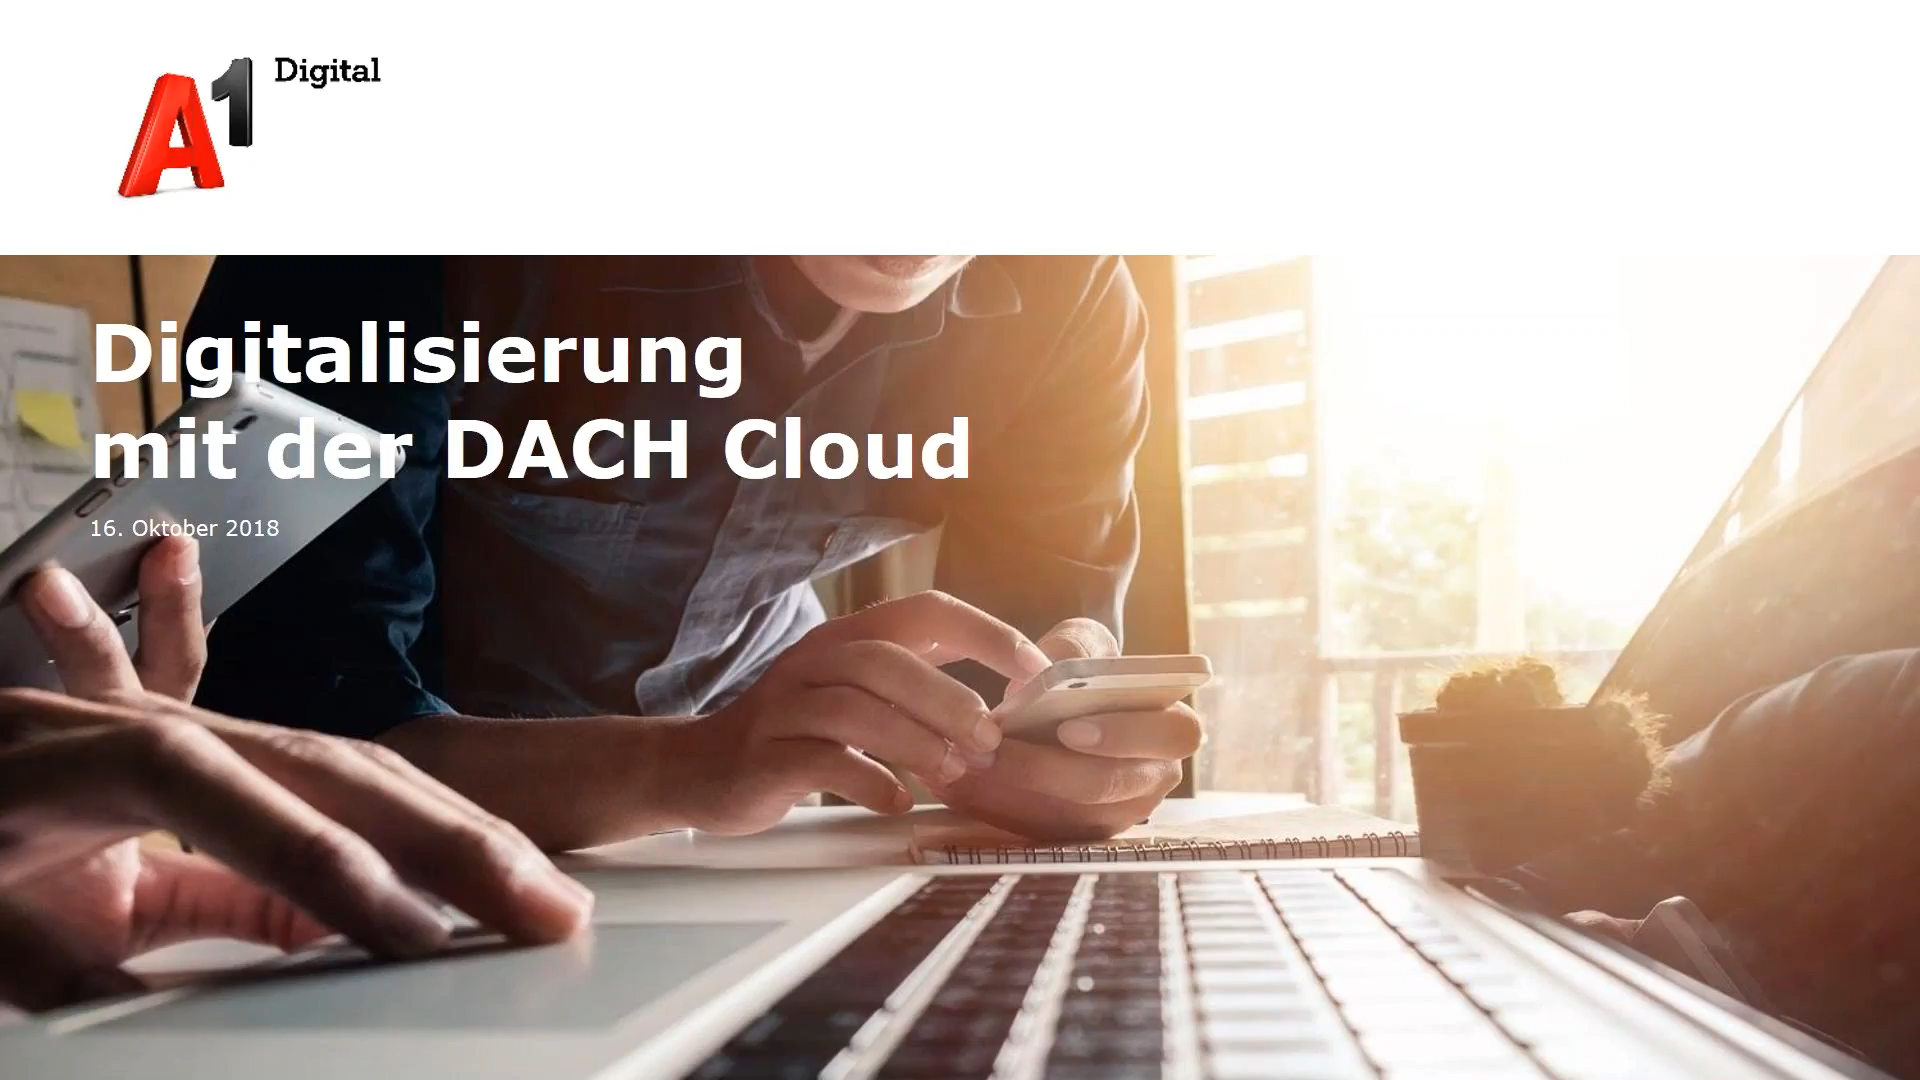 A1 Digital
Digitalisierung
mit der DACH Cloud
16. Oktober 2018